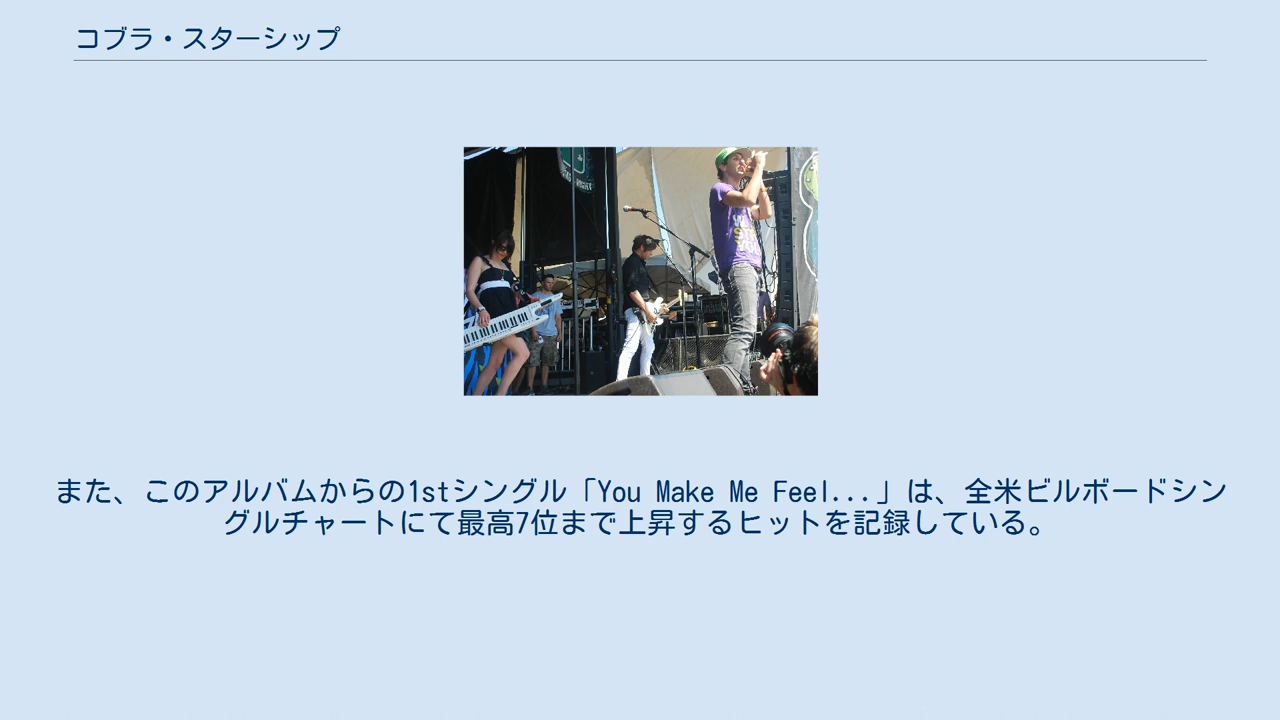 コブラ・スターシップ
また、このアルバムからの1stシングル「You Make Me Feel...」は、全米ビルボードシン
グルチャートにて最高7位まで上昇するヒットを記録している。